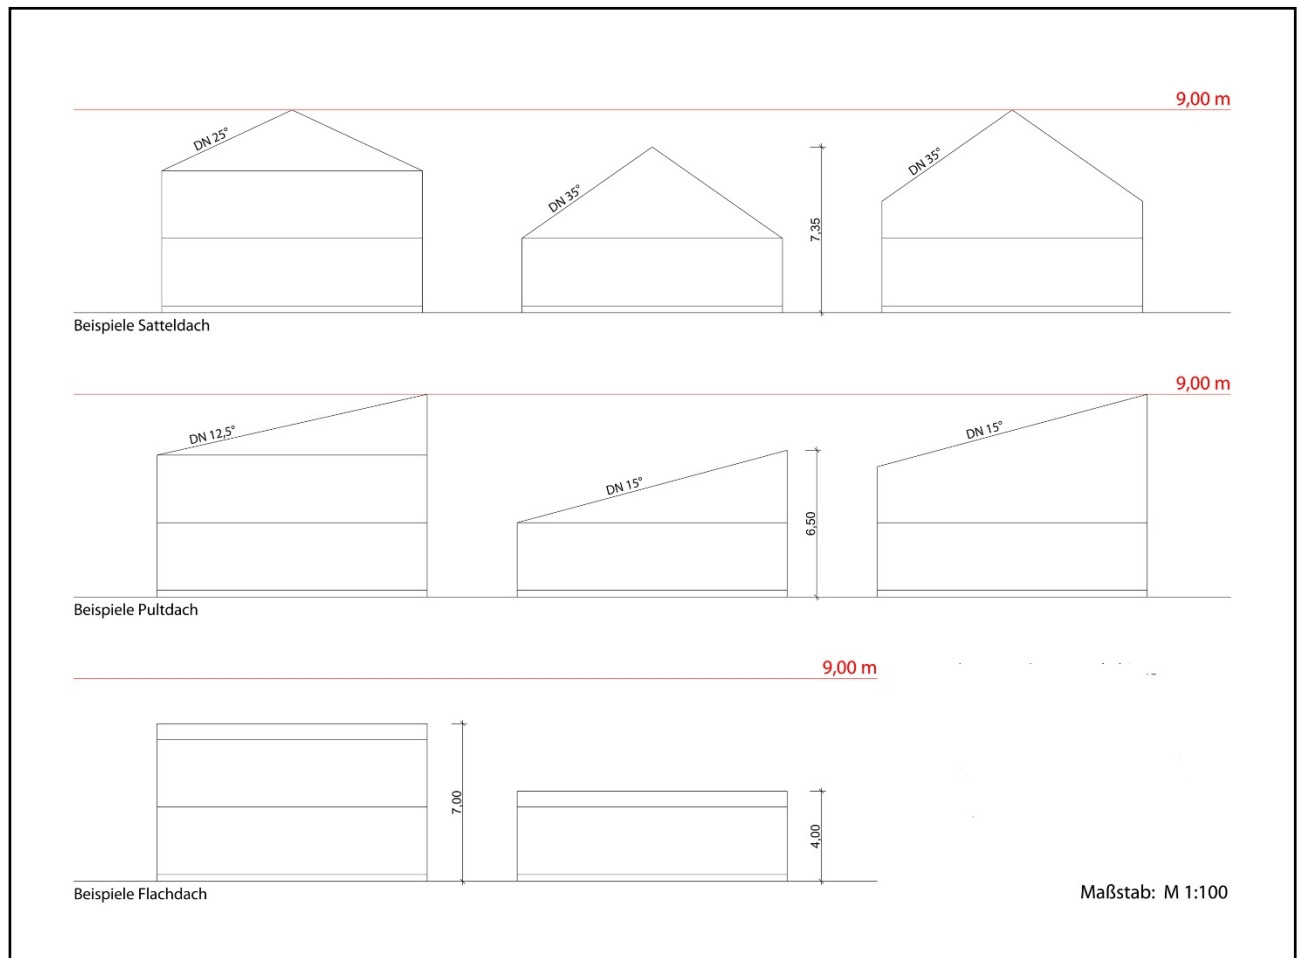 9,00 m
DN 25°
DN 35°
7,35
DN 35°
Beispiele Satteldach
9,00 m
DN 12,5°
DN 15°
6,50
DN 15°
Beispiele Pultdach
9,00 m
7,00
4,00
Beispiele Flachdach
Maßstab: M 1:100